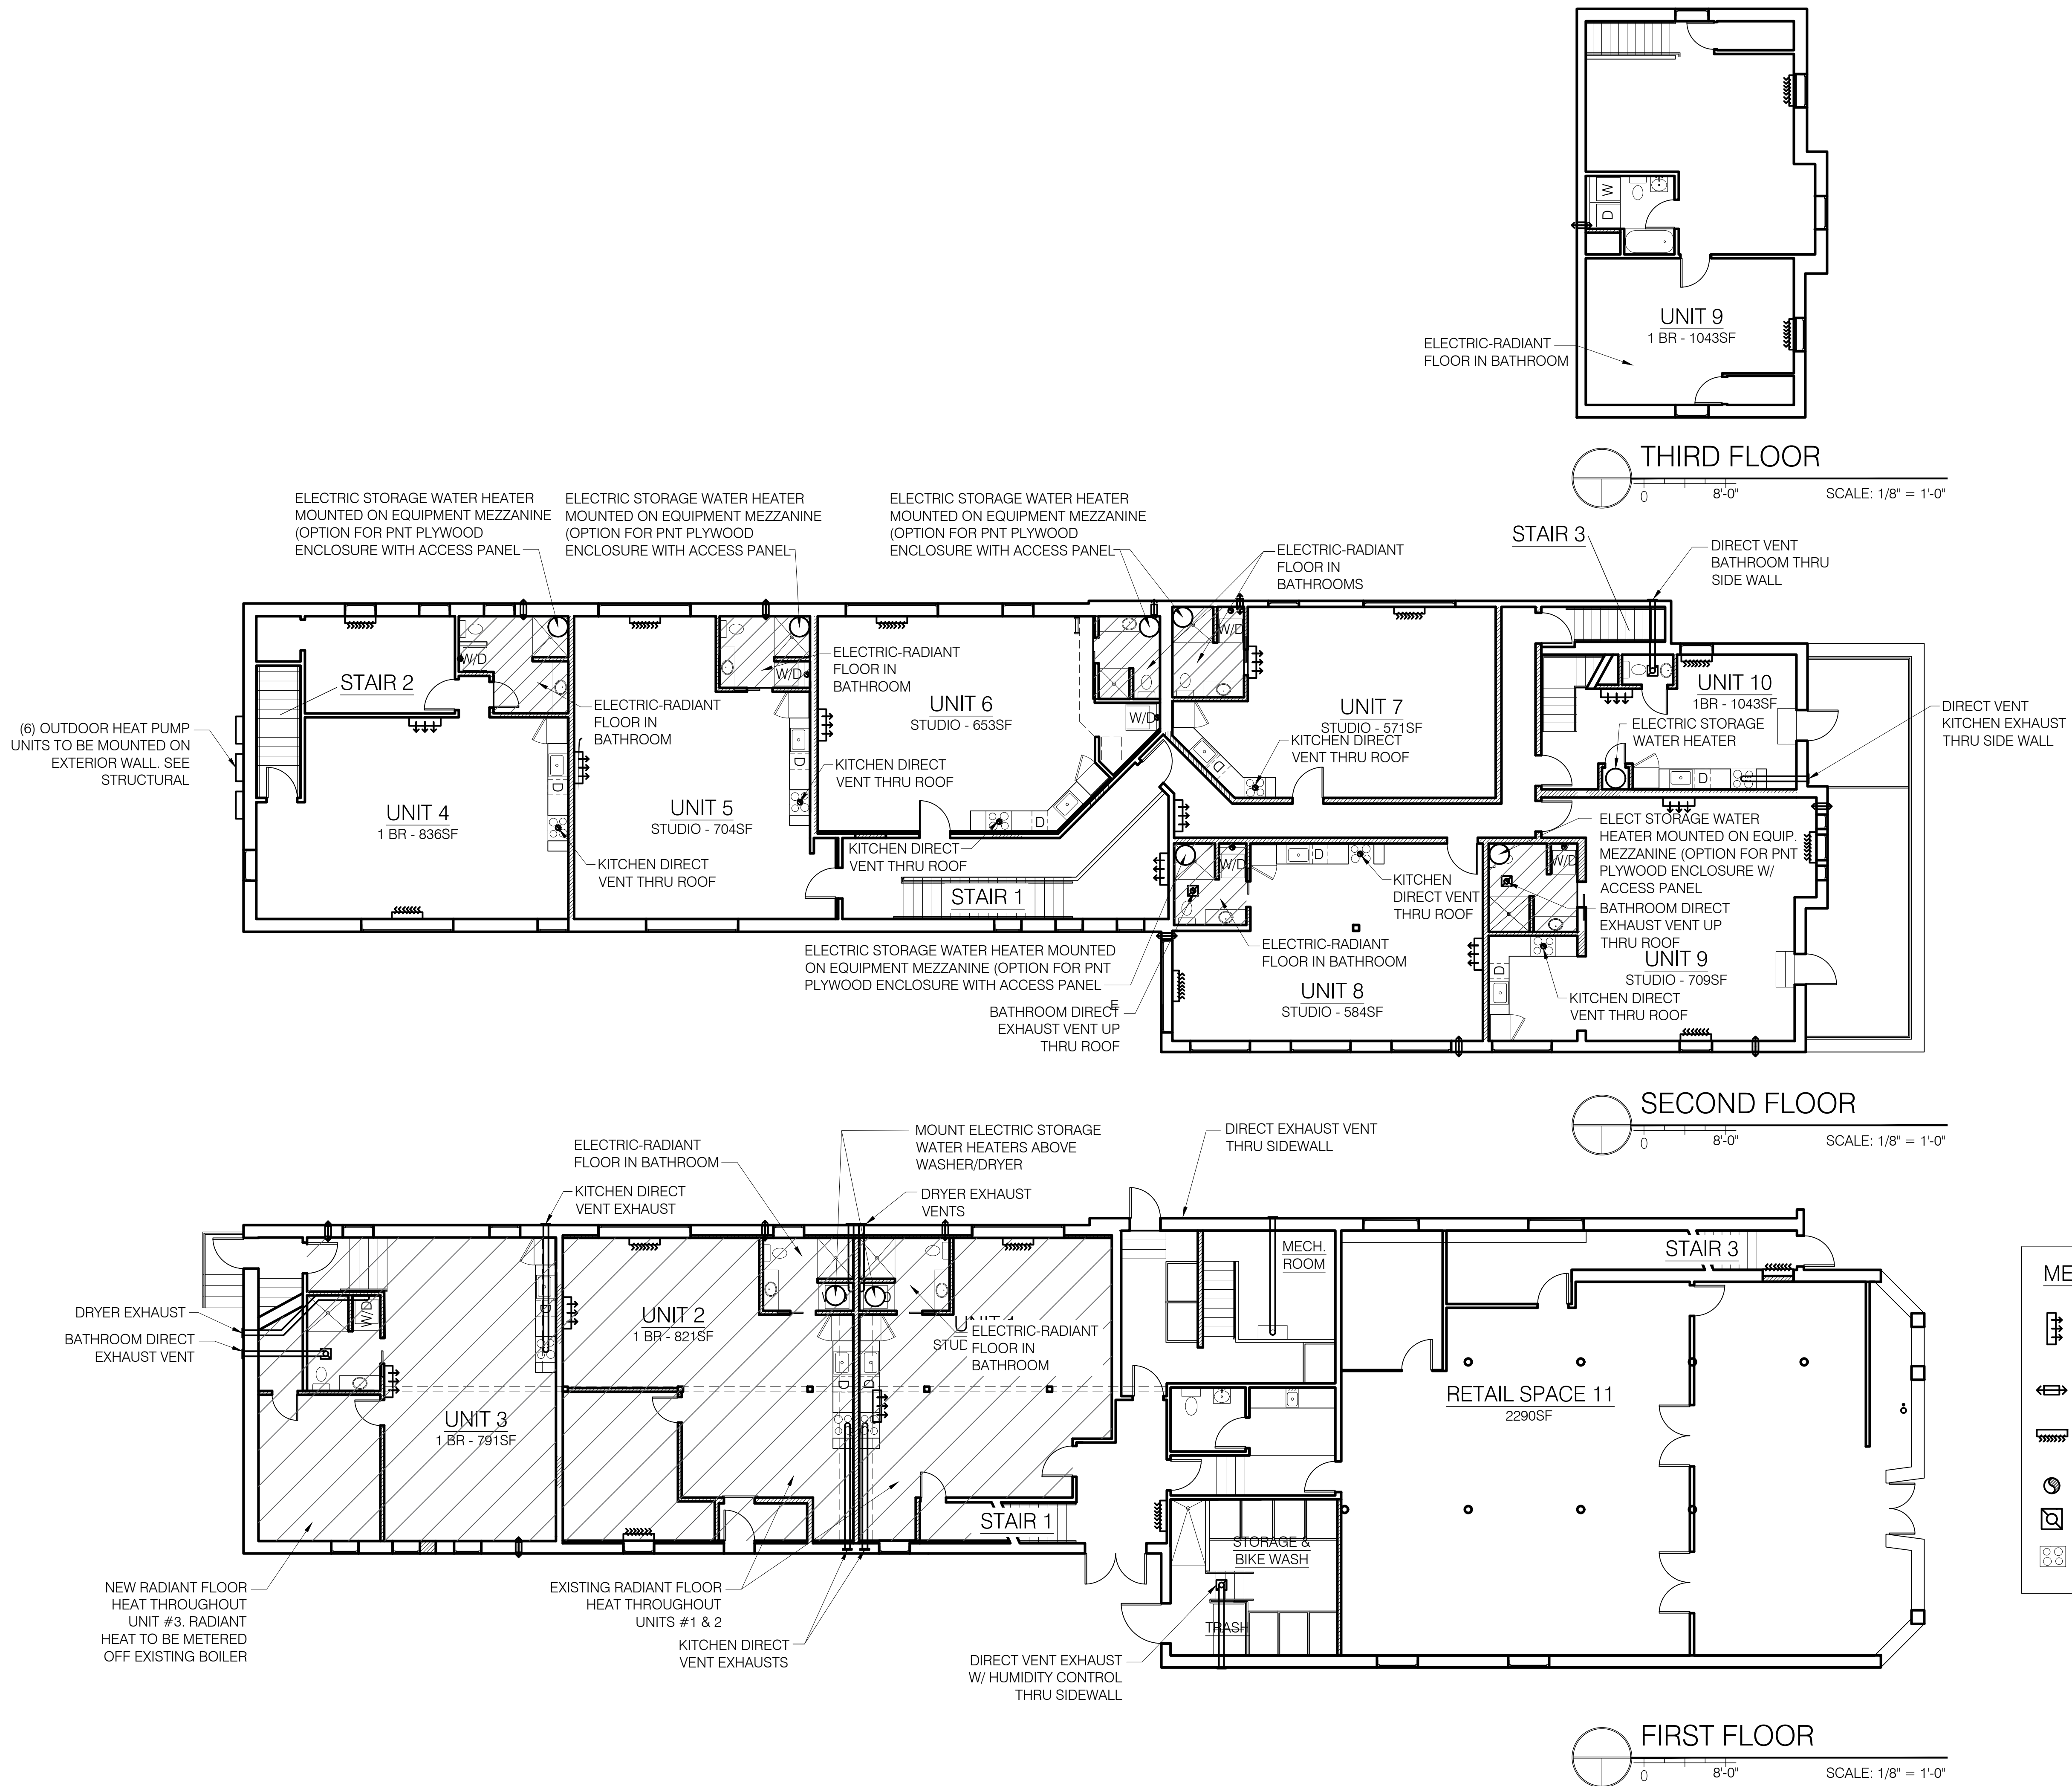 UNIT 9
1 BR - 1043SF
ELECTRIC-RADIANT
FLOOR IN BATHROOM
W
D
THIRD FLOOR
0
8'-0"
SCALE: 1/8" = 1'-0"
ELECTRIC STORAGE WATER HEATER
MOUNTED ON EQUIPMENT MEZZANINE
(OPTION FOR PNT PLYWOOD
ENCLOSURE WITH ACCESS PANEL
ELECTRIC STORAGE WATER HEATER
MOUNTED ON EQUIPMENT MEZZANINE
(OPTION FOR PNT PLYWOOD
ENCLOSURE WITH ACCESS PANEL
ELECTRIC STORAGE WATER HEATER
MOUNTED ON EQUIPMENT MEZZANINE
(OPTION FOR PNT PLYWOOD
ENCLOSURE WITH ACCESS PANEL
ELECTRIC-RADIANT
FLOOR IN
BATHROOMS
STAIR 3
DIRECT VENT
BATHROOM THRU
SIDE WALL
(6) OUTDOOR HEAT PUMP
UNITS TO BE MOUNTED ON
EXTERIOR WALL. SEE
STRUCTURAL
STAIR 2
W/D
UNIT 4
1 BR - 836SF
D
ELECTRIC-RADIANT
FLOOR IN
BATHROOM
KITCHEN DIRECT
VENT THRU ROOF
W/D
UNIT 5
STUDIO - 704SF
D
ELECTRIC-RADIANT
FLOOR IN
BATHROOM
KITCHEN DIRECT
VENT THRU ROOF
UNIT 6
STUDIO - 653SF
W/D
D
KITCHEN DIRECT
VENT THRU ROOF
STAIR 1
W/D
UNIT 7
STUDIO - 571SF
D
KITCHEN DIRECT
VENT THRU ROOF
UNIT 10
1BR - 1043SF
ELECTRIC STORAGE
WATER HEATER
D
DIRECT VENT
KITCHEN EXHAUST
THRU SIDE WALL
W/D
D
KITCHEN
DIRECT VENT
THRU ROOF
ELECTRIC-RADIANT
FLOOR IN BATHROOM
UNIT 8
STUDIO - 584SF
ELECTRIC STORAGE WATER HEATER MOUNTED
ON EQUIPMENT MEZZANINE (OPTION FOR PNT
PLYWOOD ENCLOSURE WITH ACCESS PANEL
E
BATHROOM DIRECT
EXHAUST VENT UP
THRU ROOF
W/D
ELECT STORAGE WATER
HEATER MOUNTED ON EQUIP.
MEZZANINE (OPTION FOR PNT
PLYWOOD ENCLOSURE W/
ACCESS PANEL
BATHROOM DIRECT
EXHAUST VENT UP
THRU ROOF
UNIT 9
STUDIO - 709SF
D
KITCHEN DIRECT
VENT THRU ROOF
SECOND FLOOR
0
8'-0"
SCALE: 1/8" = 1'-0"
ELECTRIC-RADIANT
FLOOR IN BATHROOM
KITCHEN DIRECT
VENT EXHAUST
MOUNT ELECTRIC STORAGE
WATER HEATERS ABOVE
WASHER/DRYER
DRYER EXHAUST
VENTS
DIRECT EXHAUST VENT
THRU SIDEWALL
DRYER EXHAUST
BATHROOM DIRECT
EXHAUST VENT
W/D
D
UNIT 3
1 BR - 791SF
UNIT 2
1 BR - 821SF
D
D
ELECTRIC-RADIANT
FLOOR IN
BATHROOM
STAIR 1
MECH.
ROOM
STAIR 3
RETAIL SPACE 11
2290SF
STORAGE &
BIKE WASH
TRASH
ME
NEW RADIANT FLOOR
HEAT THROUGHOUT
UNIT #3. RADIANT
HEAT TO BE METERED
OFF EXISTING BOILER
EXISTING RADIANT FLOOR
HEAT THROUGHOUT
UNITS #1 & 2
KITCHEN DIRECT
VENT EXHAUSTS
DIRECT VENT EXHAUST
W/ HUMIDITY CONTROL
THRU SIDEWALL
FIRST FLOOR
0
8'-0"
SCALE: 1/8" = 1'-0"